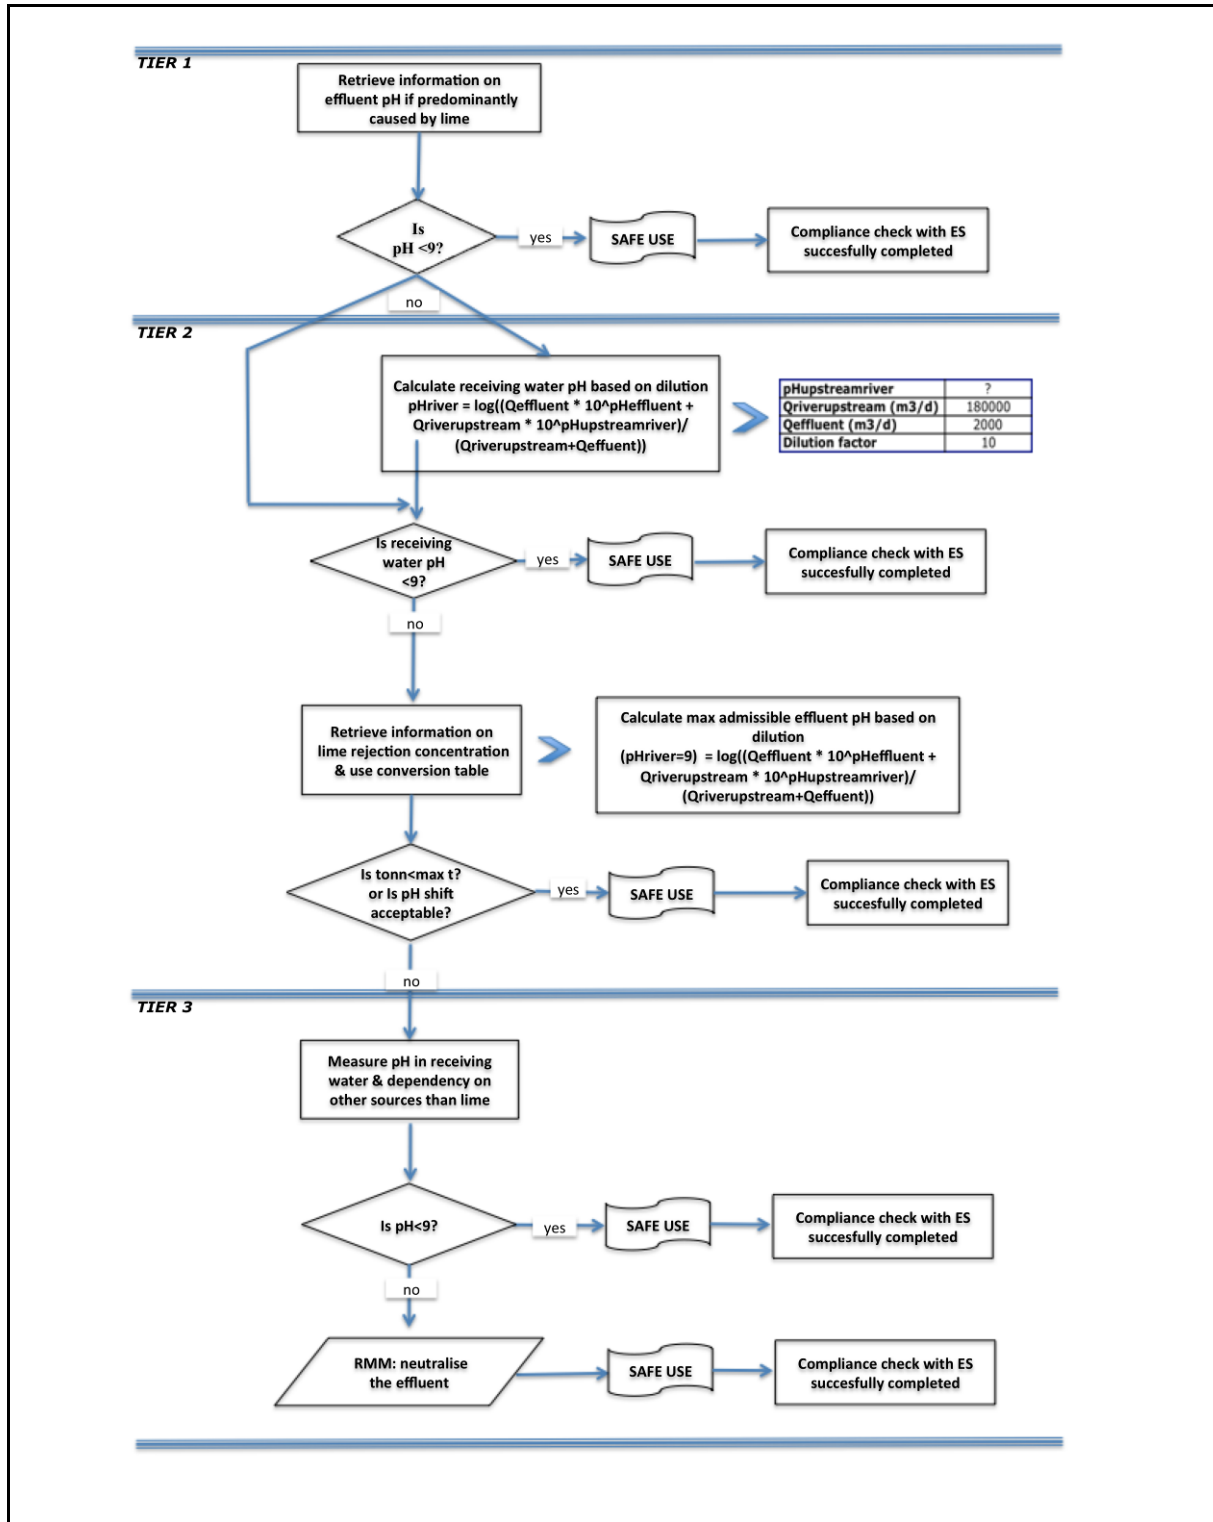 TIER 1
Retrieve information on
effluent pH if predominantly
caused by lime
Is
pH <9?
yes
SAFE USE
Compliance check with ES
succesfully completed
no
TIER 2
Calculate receiving water pH based on dilution
pHriver = log((Qeffluent * 10^pHeffluent +
Qriverupstream * 10^pHupstreamriver)/
(Qriverupstream+Qeffuent))
pHupstreamriver ?
Qriverupstream (m3/d) 180000
Qeffluent (m3/d) 2000
Dilution factor 10
Is receiving
water pH
<9?
yes
SAFE USE
Compliance check with ES
succesfully completed
no
Retrieve information on
lime rejection concentration
& use conversion table
Calculate max admissible effluent pH based on
dilution
(pHriver=9) = log((Qeffluent * 10^pHeffluent +
Qriverupstream * 10^pHupstreamriver)/
(Qriverupstream+Qeffuent))
Is tonn<max t?
or Is pH shift
acceptable?
yes
SAFE USE
Compliance check with ES
succesfully completed
no
TIER 3
Measure pH in receiving
water & dependency on
other sources than lime
Is pH<9?
yes
SAFE USE
Compliance check with ES
succesfully completed
no
RMM: neutralise
the effluent
SAFE USE
Compliance check with ES
succesfully completed